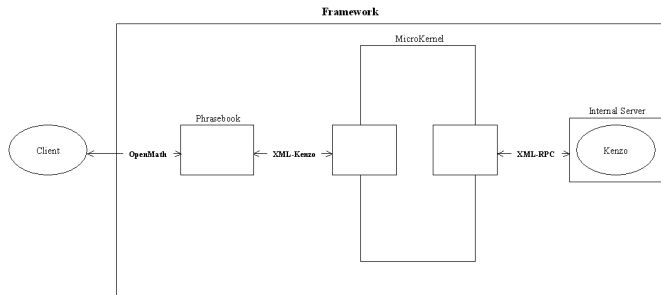 Framework
MicroKernel
Phrasebook
Internal Server
Client
OpenMath
XML-Kenzo
XML-RPC
Kenzo